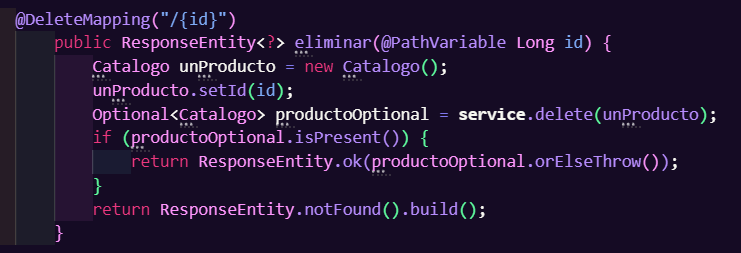 @DeleteMapping("/{id}")
public ResponseEntity<?> eliminar(@PathVariable Long id) {
Catalogo unProducto = new Catalogo();
unProducto.setId(id);
Optional<Catalogo> productoOptional = service.delete(unProducto);
if (productoOptional.isPresent()) {
return ResponseEntity.ok(productoOptional.orElseThrow());
}
return ResponseEntity.notFound().build();
}